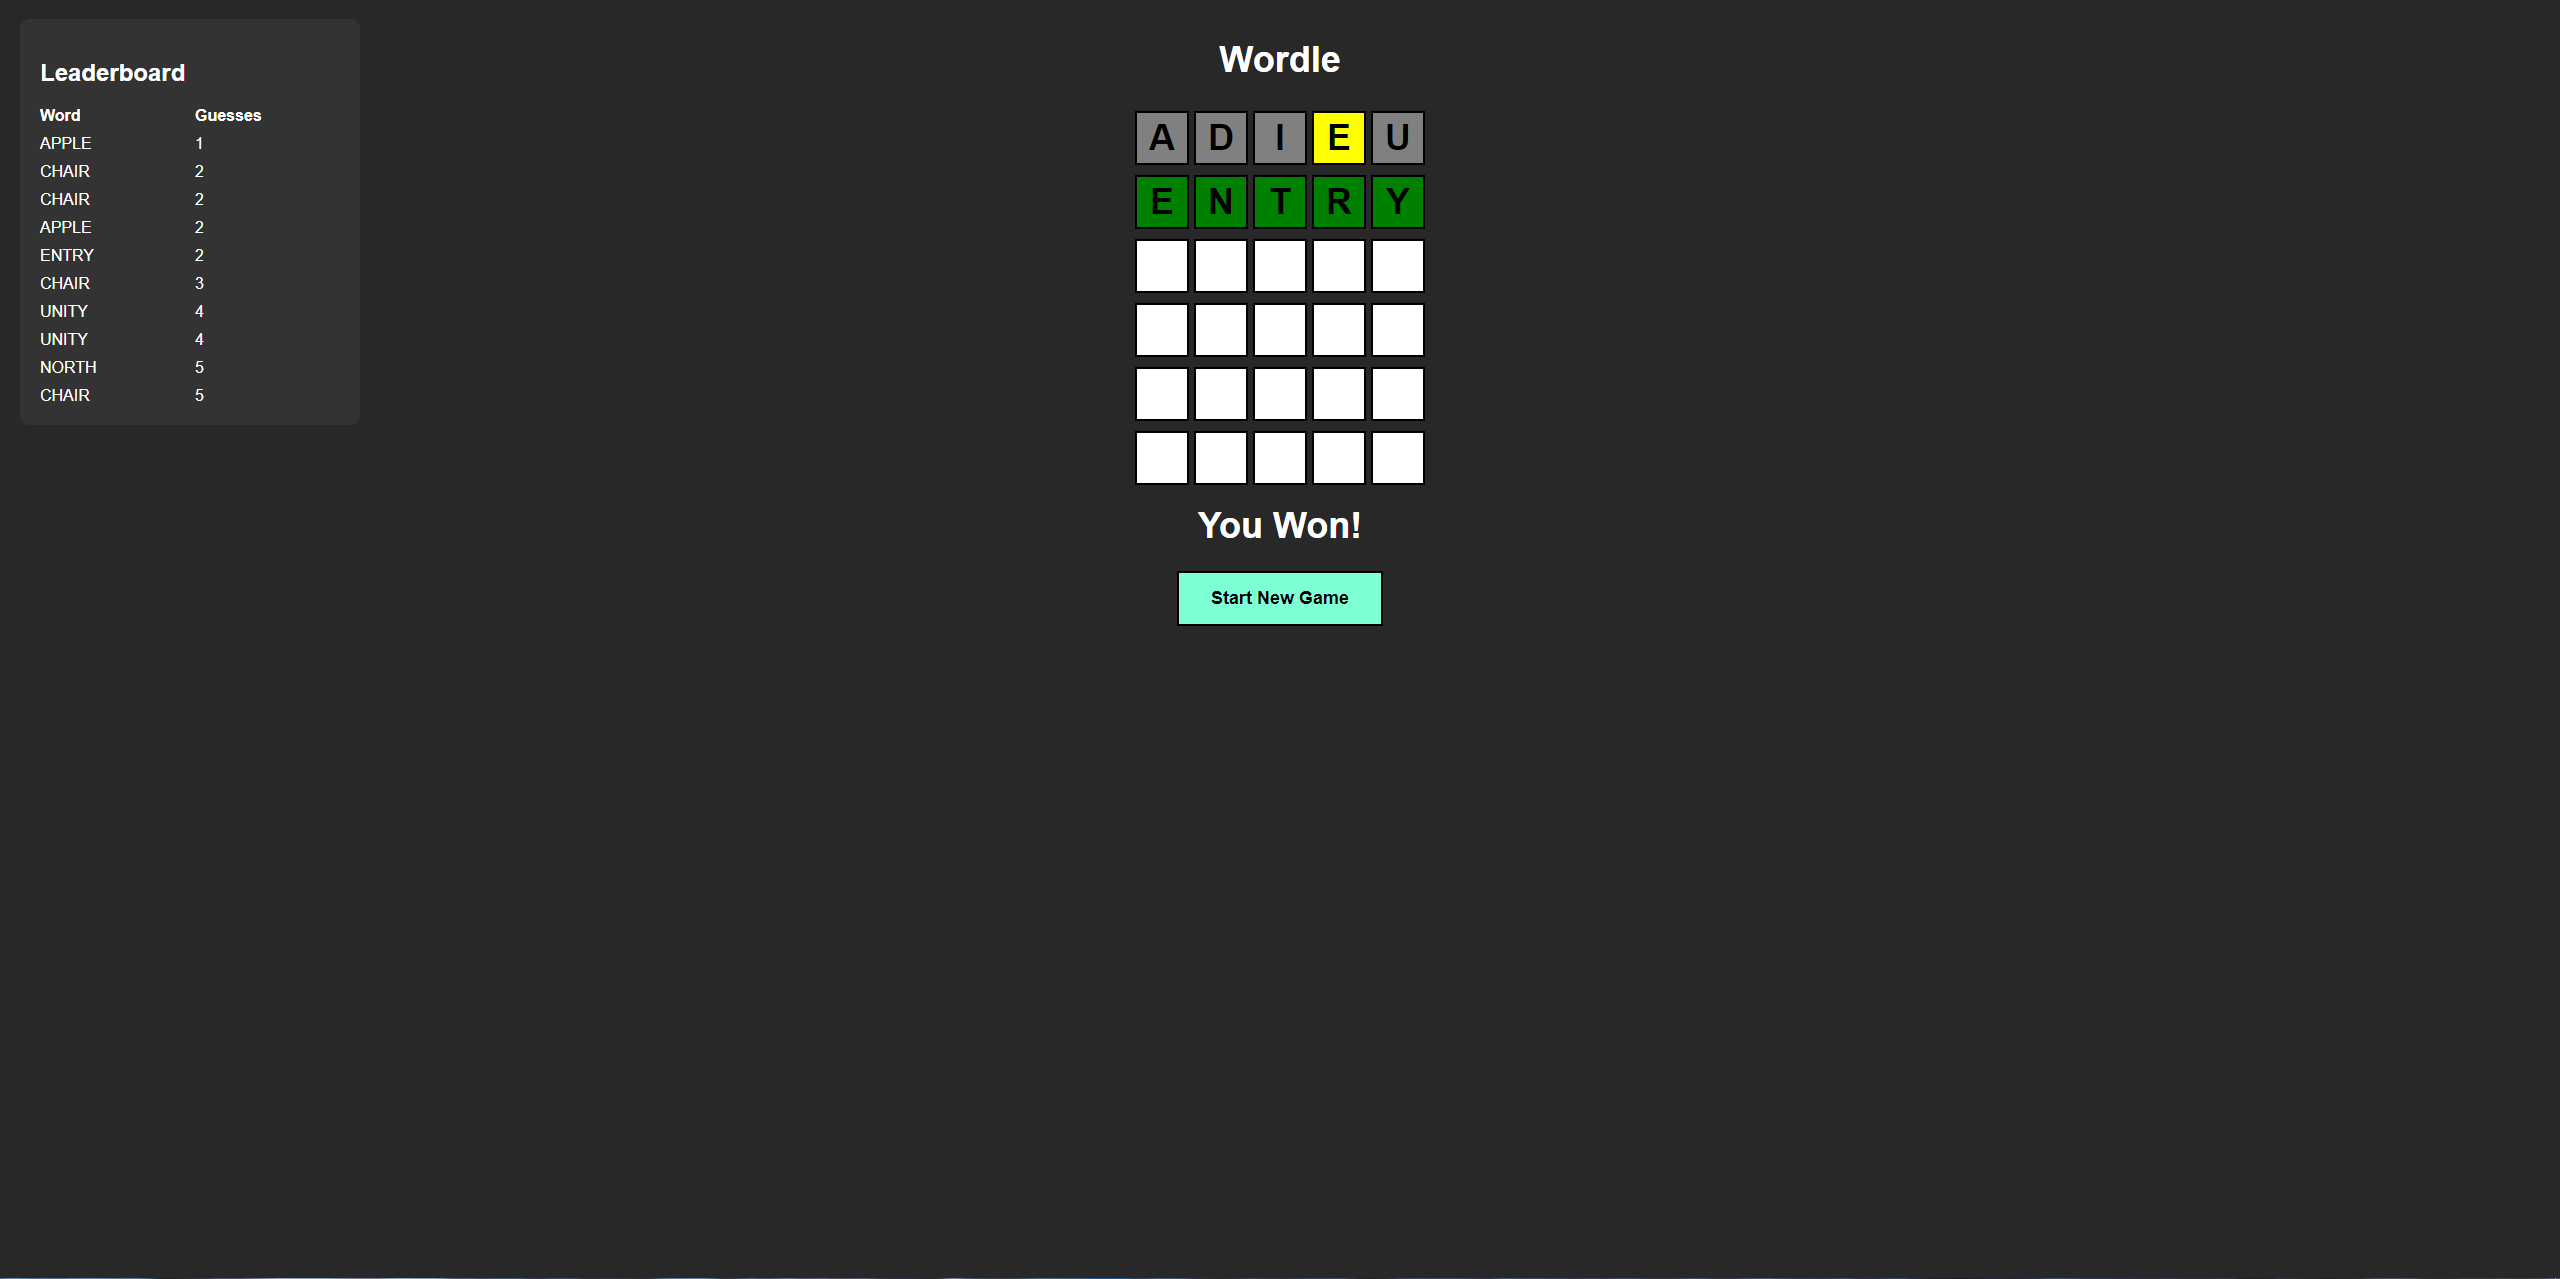 Leaderboard
Word Guesses
APPLE 1
CHAIR 2
CHAIR 2
APPLE 2
ENTRY 2
CHAIR 3
UNITY 4
UNITY 4
NORTH 5
CHAIR 5
Wordle
A D I E U
E N T R Y
You Won!
Start New Game